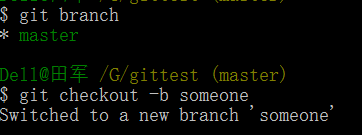 $ git branch
* master
Dell@田军 /G/gittest (master)
$ git checkout -b someone
Switched to a new branch 'someone'